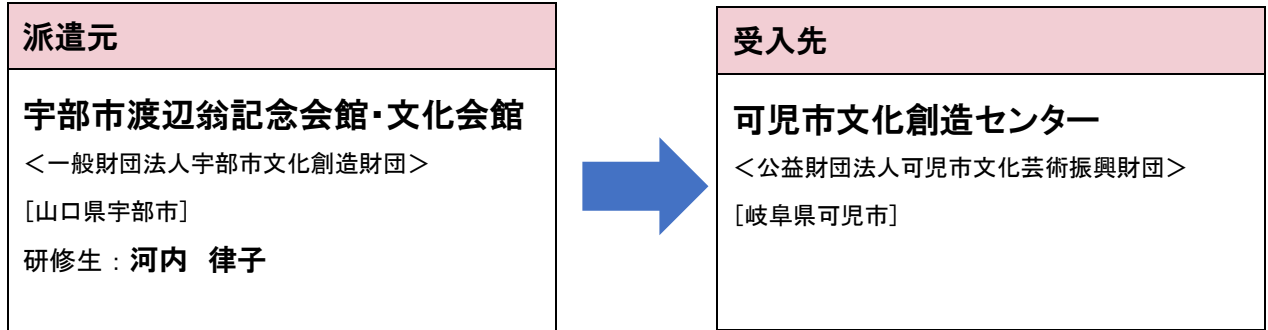 派遣元
宇部市渡辺翁記念会館・文化会館
＜一般財団法人宇部市文化創造財団＞
［山口県宇部市］
研修生：河内　律子
受入先
可児市文化創造センター
＜公益財団法人可児市文化芸術振興財団＞
［岐阜県可児市］